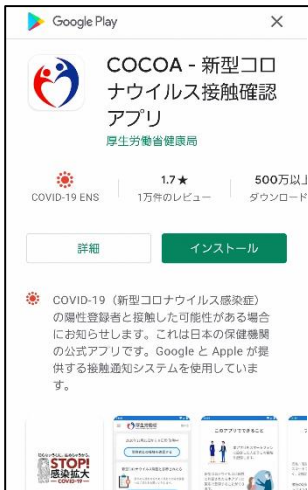 Google Play
COCOA - 新型コロ
ナウイルス接触確認
アプリ
厚生労働省健康局
1.7★
500万以上
COVID-19 ENS
1万件のレビュー
ダウンロード
詳細
インストール
COVID-19（新型コロナウイルス感染症）
の陽性登録者と接触した可能性がある場合
にお知らせします。これは日本の保健機関
の公式アプリです。Google と Apple が提
供する接触通知システムを使用していま
す。
STOP!
感染拡大
COVID-19
このアプリでできること